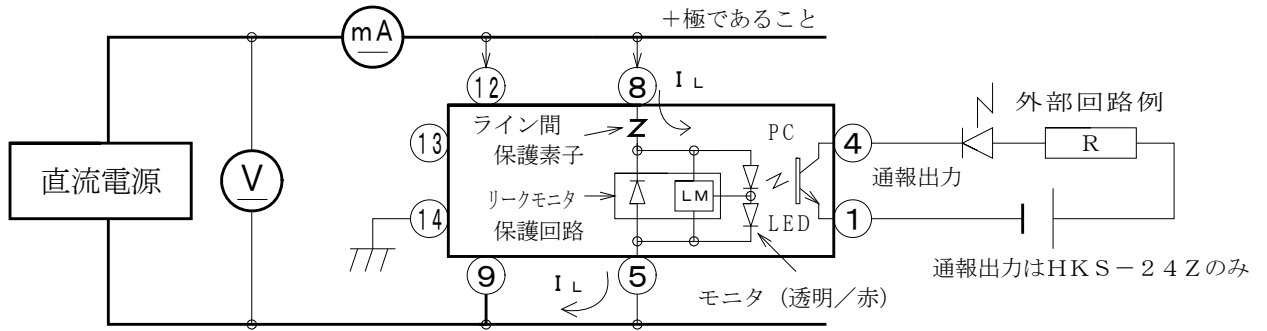 mA
＋極であること
⑫
⑧
I L
外部回路例
ライン間
保護素子
PC
⑬
④
R
直流電源
V
通報出力
リークモニタ
LM
保護回路
LED
⑭
①
⑨
⑤
I L
通報出力はHKS－24Zのみ
モニタ（透明／赤）